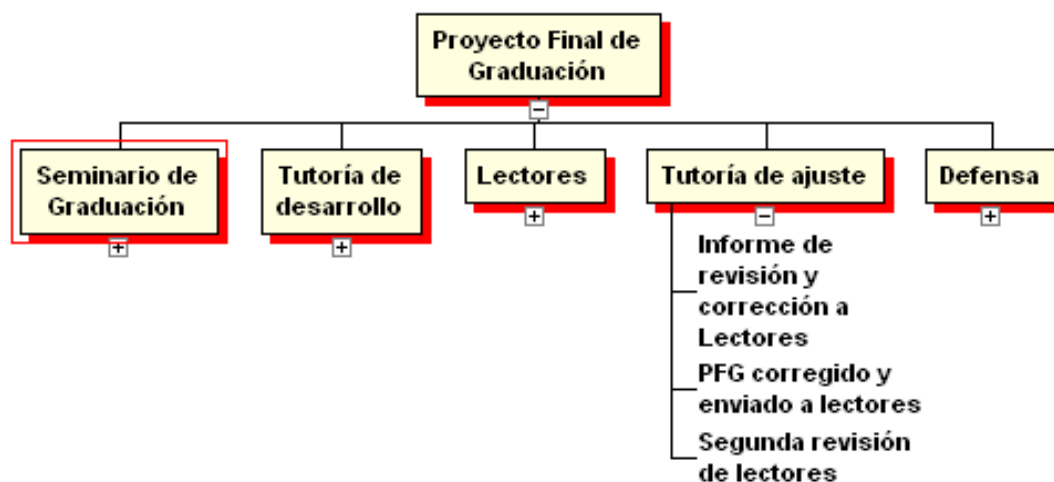 Proyecto Final de
Graduación
Seminario de
Graduación
Tutoría de
desarrollo
Lectores
Tutoría de ajuste
Defensa
Informe de
revisión y
corrección a
Lectores
PFG corregido y
enviado a lectores
Segunda revisión
de lectores